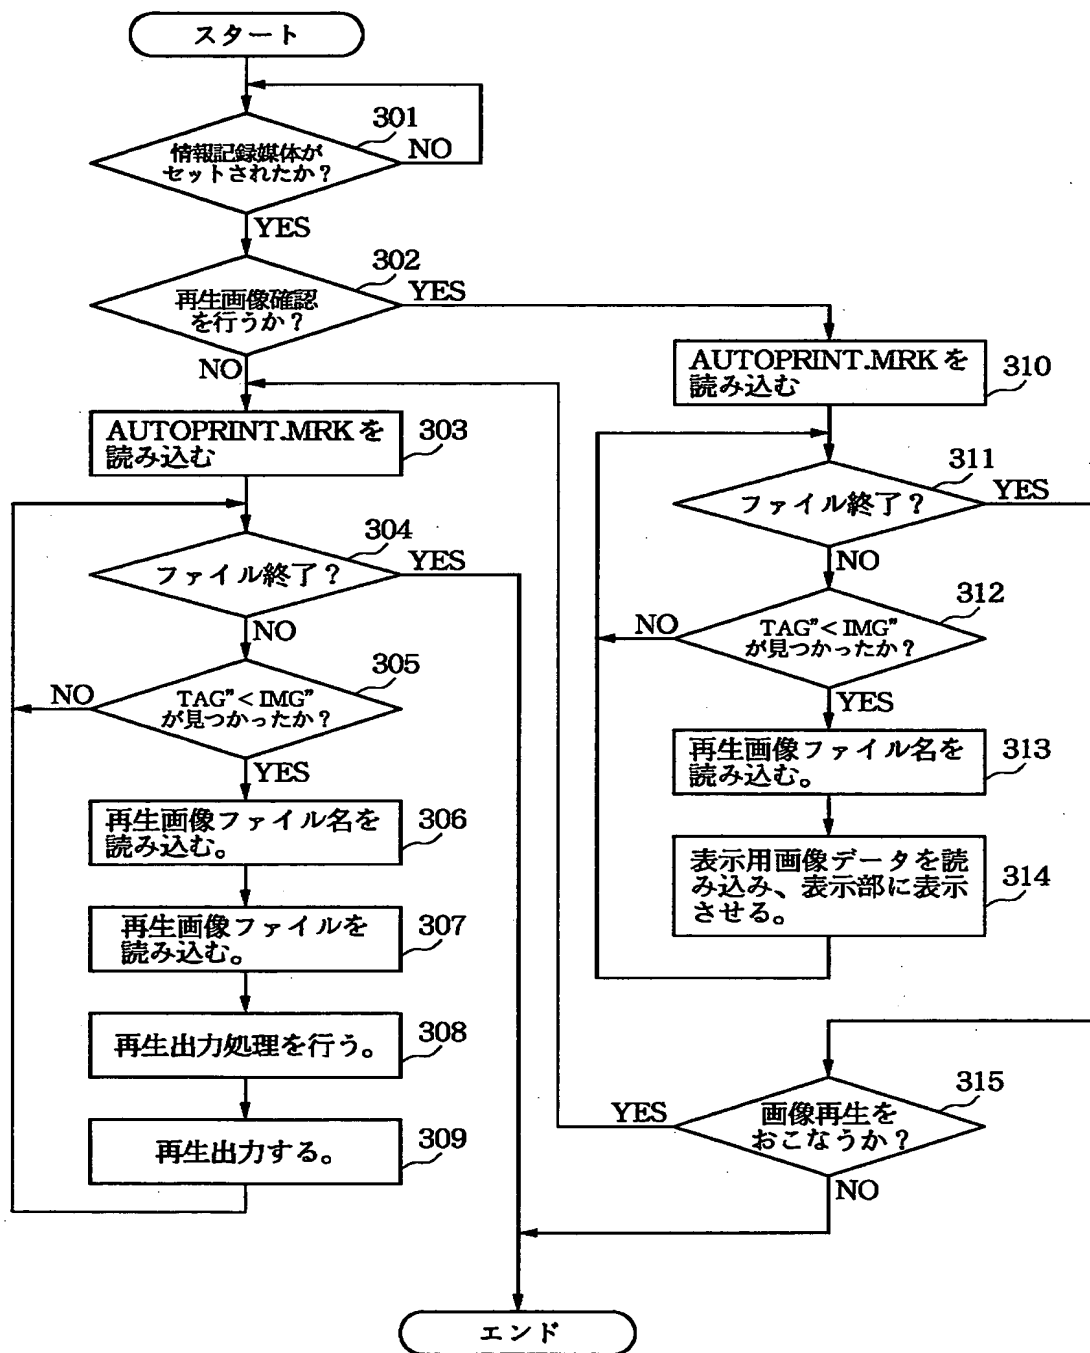 スタート
301
情報記録媒体が
セットされたか？
NO
YES
302
再生画像確認
を行うか？
YES
NO
AUTOPRINT.MRKを
読み込む
303
304
ファイル終了？
YES
NO
305
TAG”＜IMG”
が見つかったか？
NO
YES
再生画像ファイル名を
読み込む。
306
再生画像ファイルを
読み込む。
307
再生出力処理を行う。
308
再生出力する。
309
AUTOPRINT.MRKを
読み込む
310
311
ファイル終了？
YES
NO
312
TAG”＜IMG”
が見つかったか？
NO
YES
再生画像ファイル名を
読み込む。
313
表示用画像データを読
み込み、表示部に表示
させる。
314
315
画像再生を
おこなうか？
YES
NO
エンド